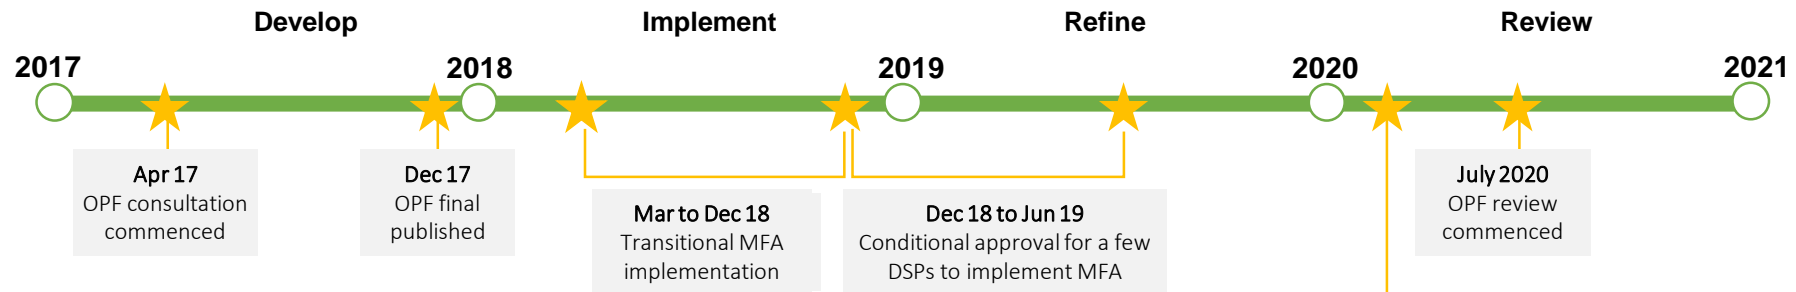 Develop
Implement
Refine
Review
2017
2018
2019
2020
2021
Apr 17
OPF consultation
commenced
Dec 17
OPF final
published
Mar to Dec 18
Transitional MFA
implementation
Dec 18 to Jun 19
Conditional approval for a few
DSPs to implement MFA
July 2020
OPF review
commenced